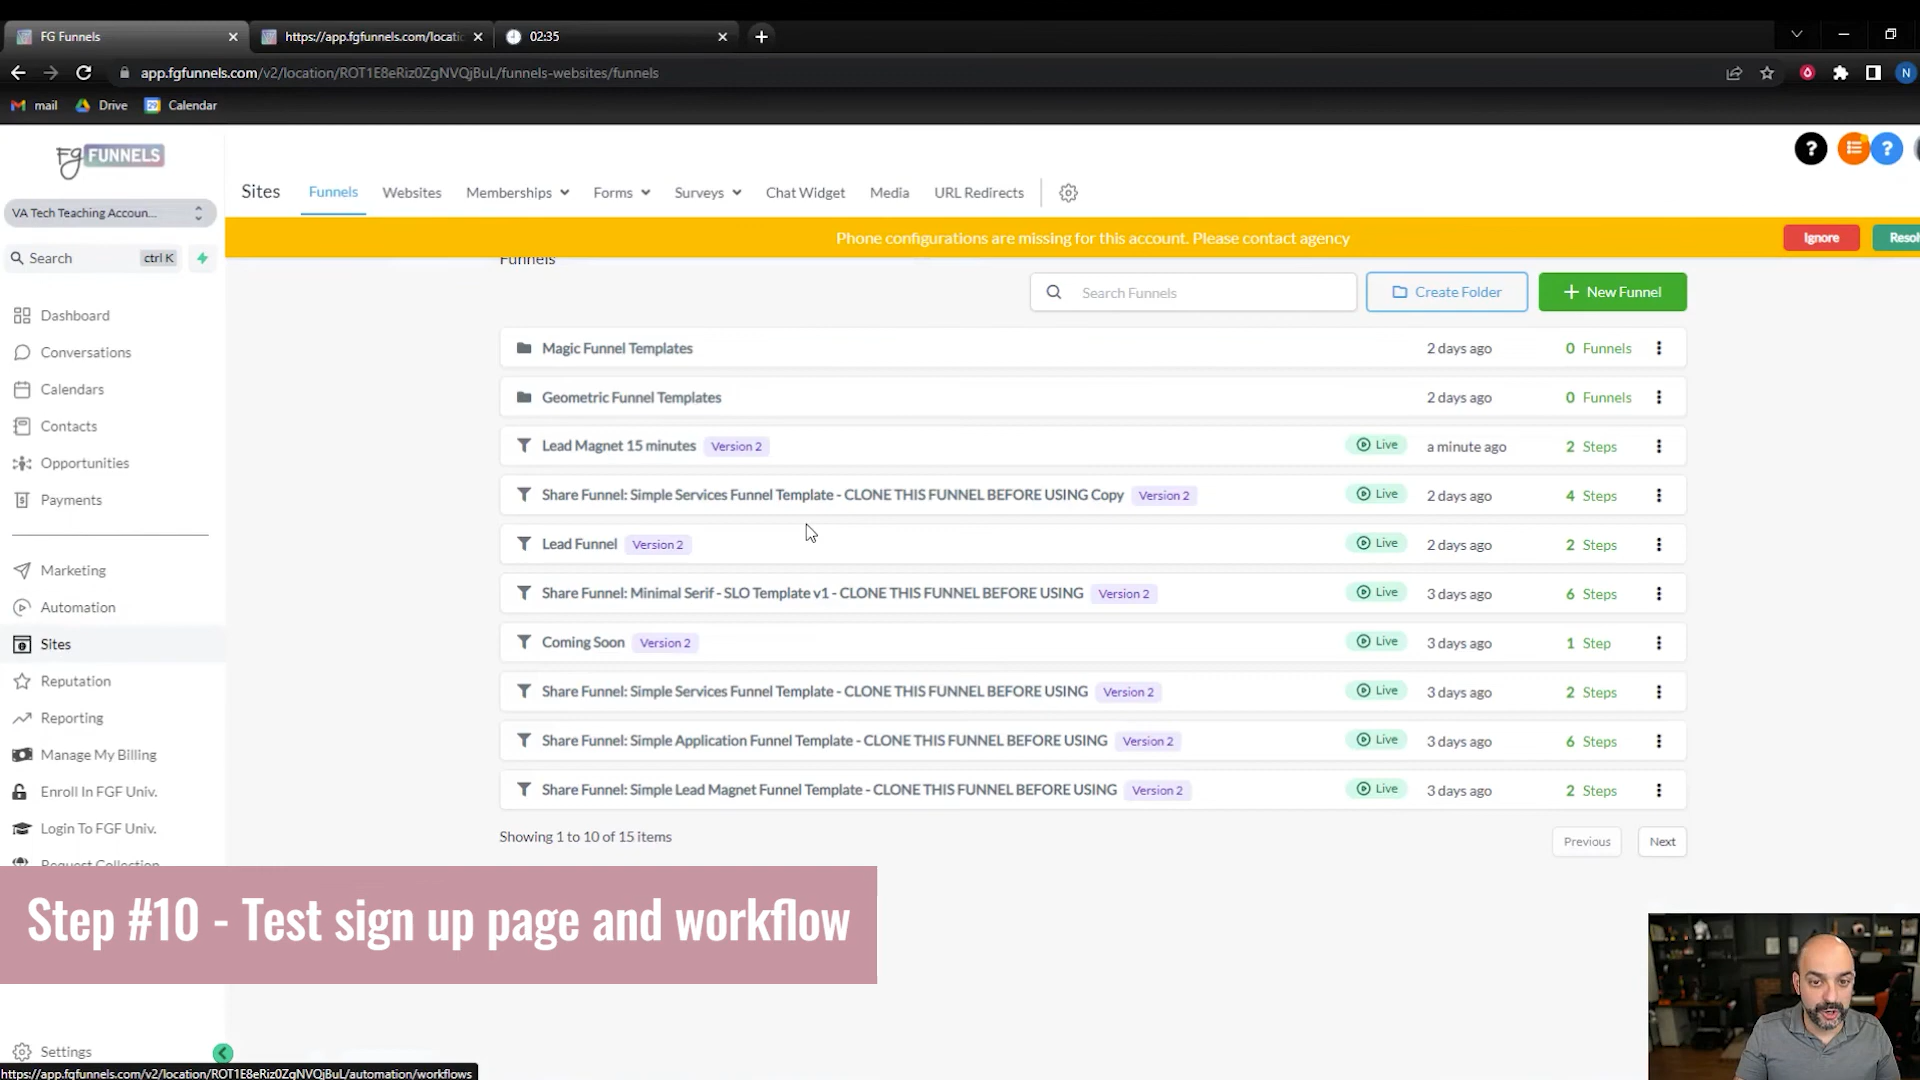 FG Funnels
https://app.fgfunnels.com/locati
02:35
app.fgfunnels.com/v2/location/ROT1E8eRiz0ZgNVQjBuL/funnels-websites/funnels
N
mail
Drive
Calendar
Fg FUNNELS
VA Tech Teaching Accoun...
Search
ctrl K
Dashboard
Conversations
Calendars
Contacts
Opportunities
Payments
Marketing
Automation
Sites
Reputation
Reporting
Manage My Billing
Enroll In FGF Univ.
Login To FGF Univ.
Request Collection
Settings
Sites
Funnels
Websites
Memberships
Forms
Surveys
Chat Widget
Media
URL Redirects
Phone configurations are missing for this account. Please contact agency
Ignore
Resol
Funnels
Search Funnels
Create Folder
+ New Funnel
Magic Funnel Templates 2 days ago 0 Funnels
Geometric Funnel Templates 2 days ago 0 Funnels
Lead Magnet 15 minutes Version 2 Live a minute ago 2 Steps
Share Funnel: Simple Services Funnel Template - CLONE THIS FUNNEL BEFORE USING Copy Version 2 Live 2 days ago 4 Steps
Lead Funnel Version 2 Live 2 days ago 2 Steps
Share Funnel: Minimal Serif - SLO Template v1 - CLONE THIS FUNNEL BEFORE USING Version 2 Live 3 days ago 6 Steps
Coming Soon Version 2 Live 3 days ago 1 Step
Share Funnel: Simple Services Funnel Template - CLONE THIS FUNNEL BEFORE USING Version 2 Live 3 days ago 2 Steps
Share Funnel: Simple Application Funnel Template - CLONE THIS FUNNEL BEFORE USING Version 2 Live 3 days ago 6 Steps
Share Funnel: Simple Lead Magnet Funnel Template - CLONE THIS FUNNEL BEFORE USING Version 2 Live 3 days ago 2 Steps
Showing 1 to 10 of 15 items
Previous
Next
Step #10 - Test sign up page and workflow
https://app.fgfunnels.com/v2/location/ROT1E8eRiz0ZgNVQjBuL/automation/workflows